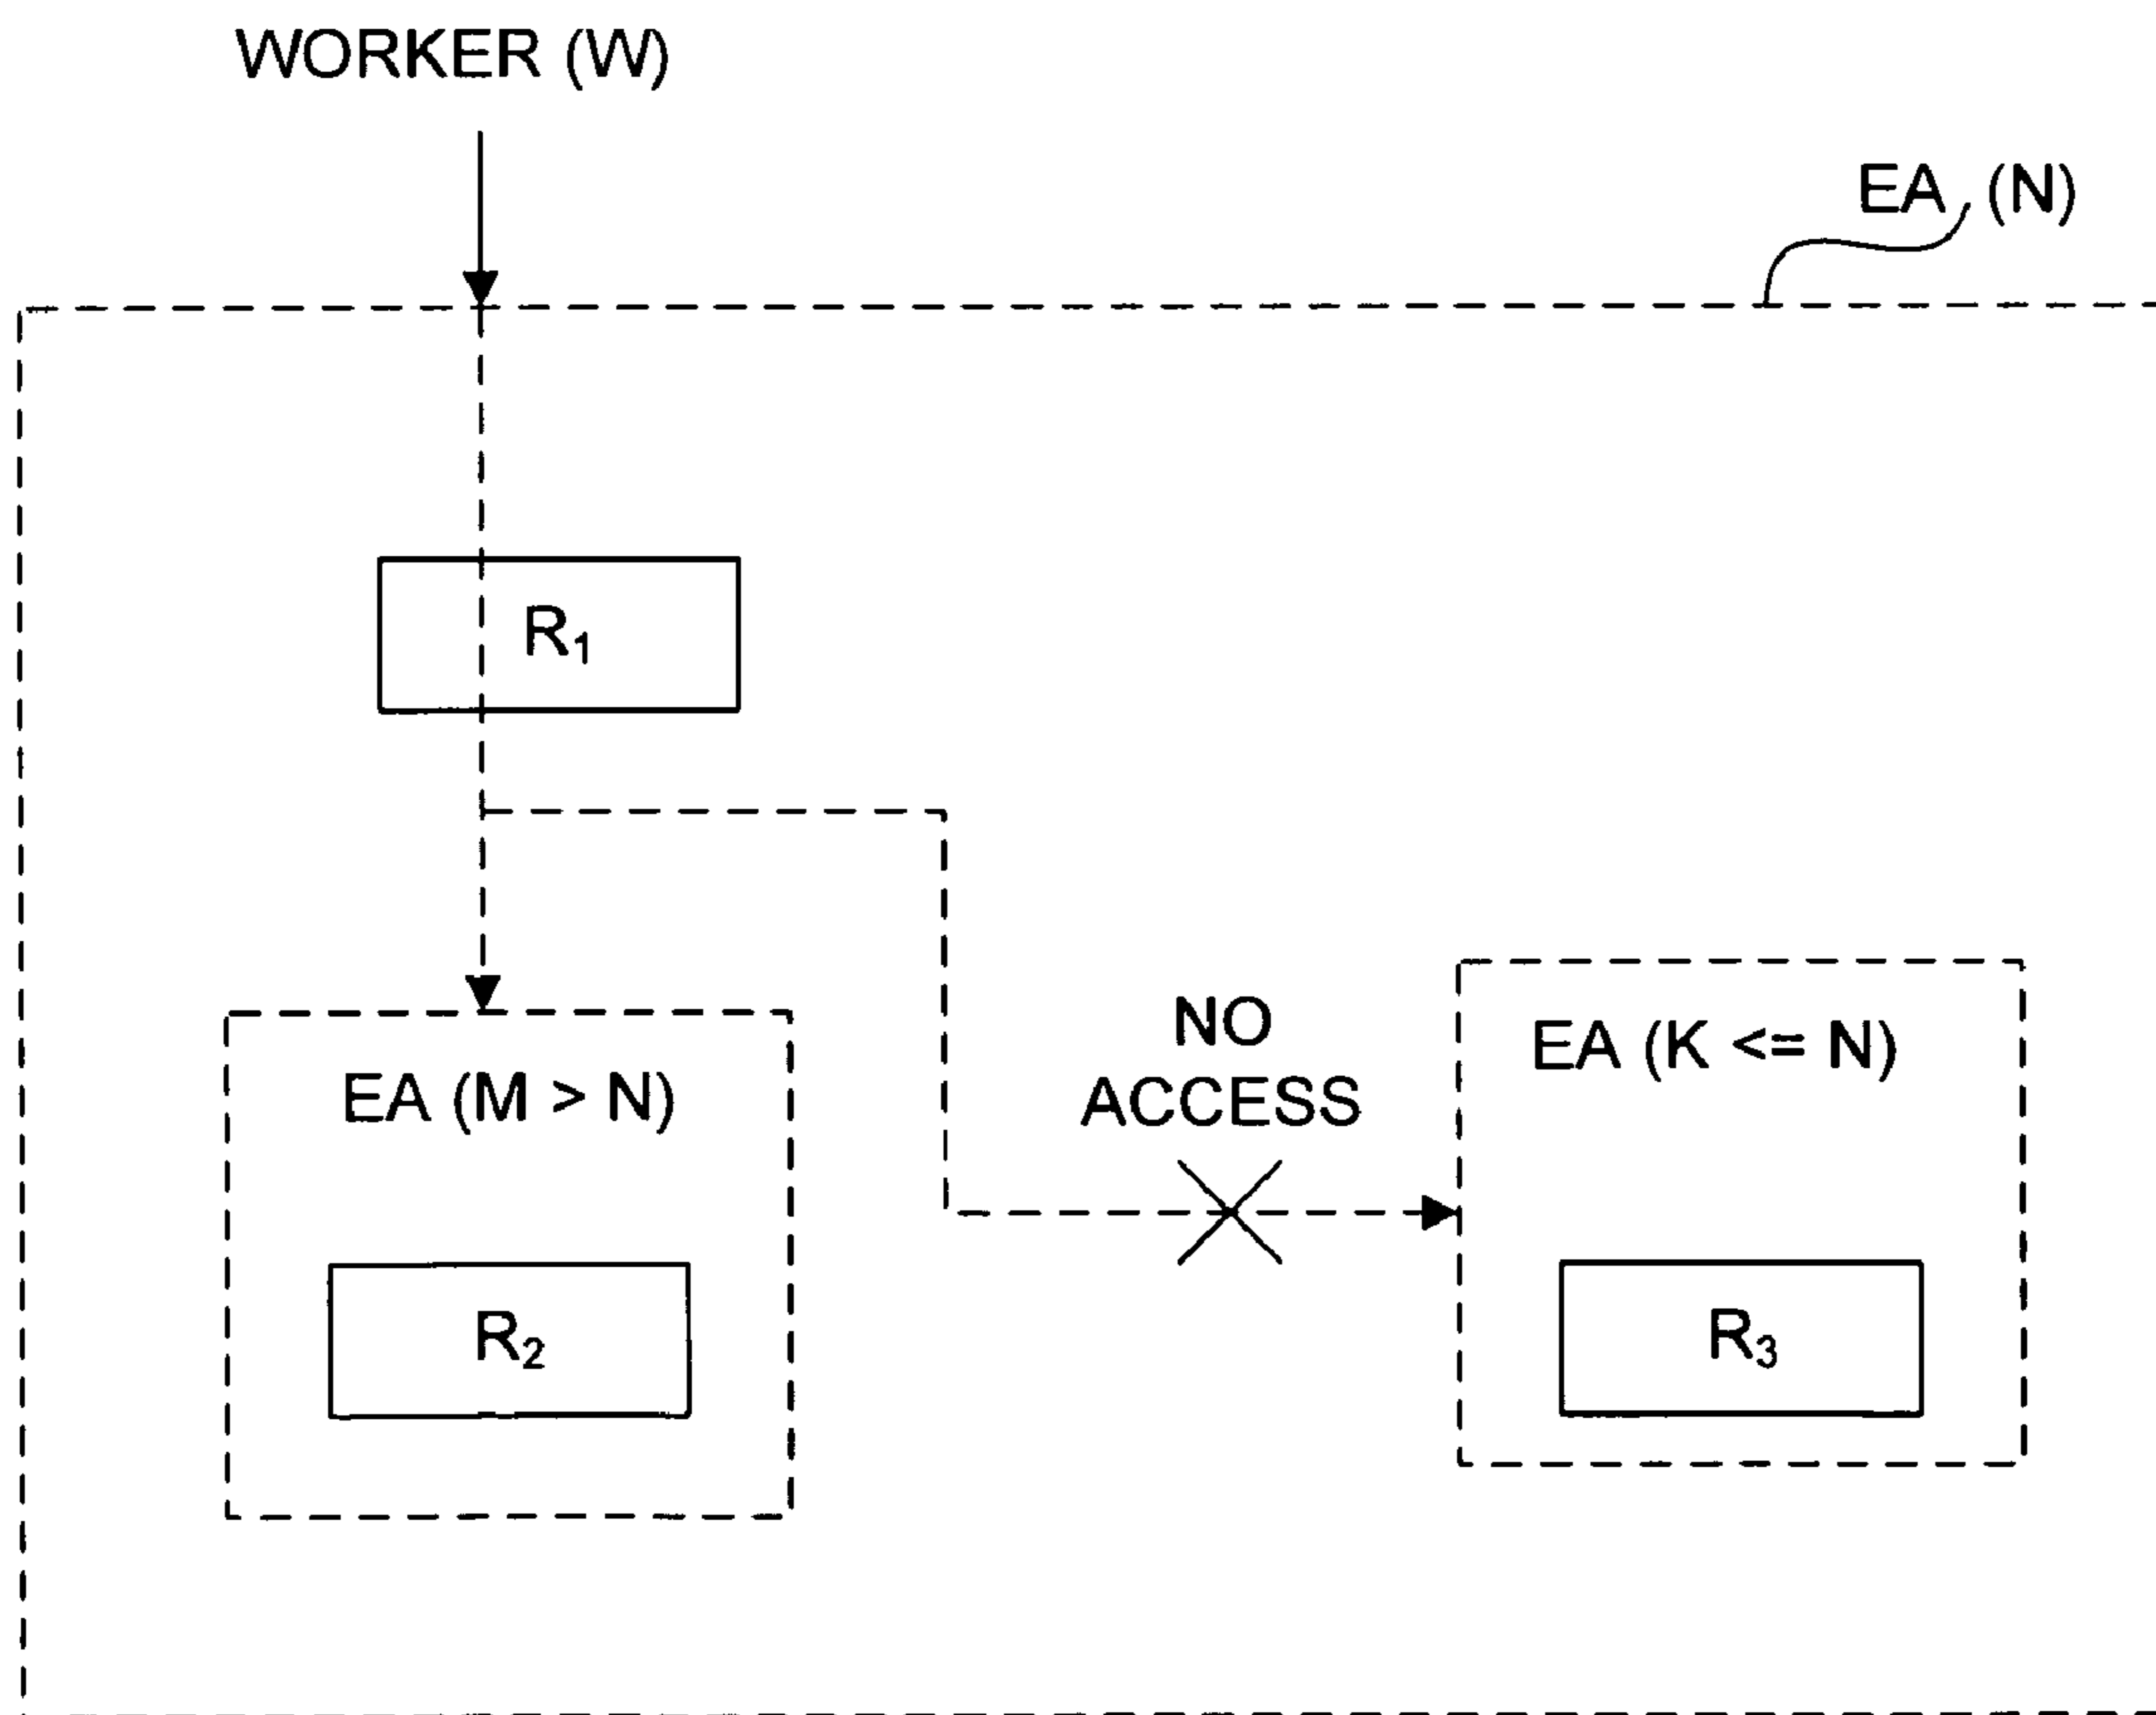 WORKER (W)
EA (N)
R₁
NO
ACCESS
EA (K <= N)
EA (M > N)
R₂
R₃